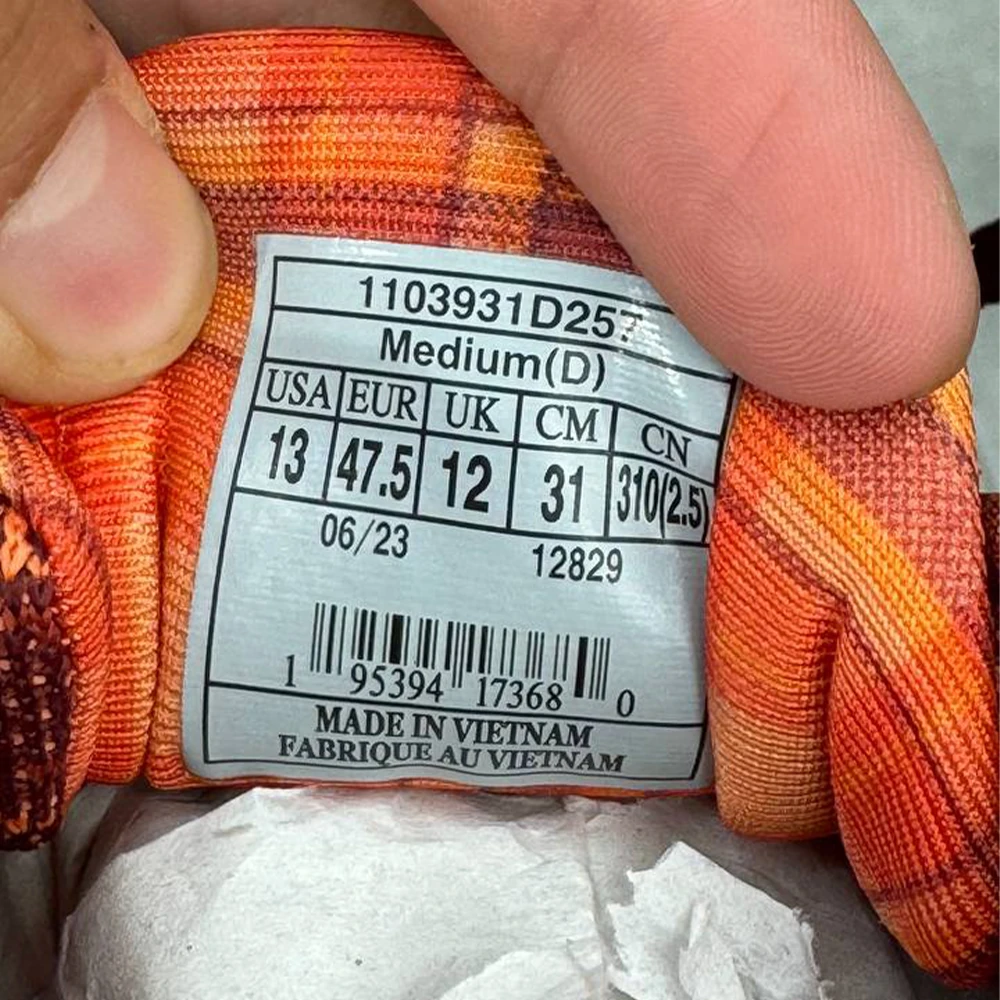 1103931D257
Medium(D)
USA EUR UK CM CN
13 47.5 12 31 310(2.5)
06/23 12829
1 95394 17368 0
MADE IN VIETNAM
FABRIQUE AU VIETNAM